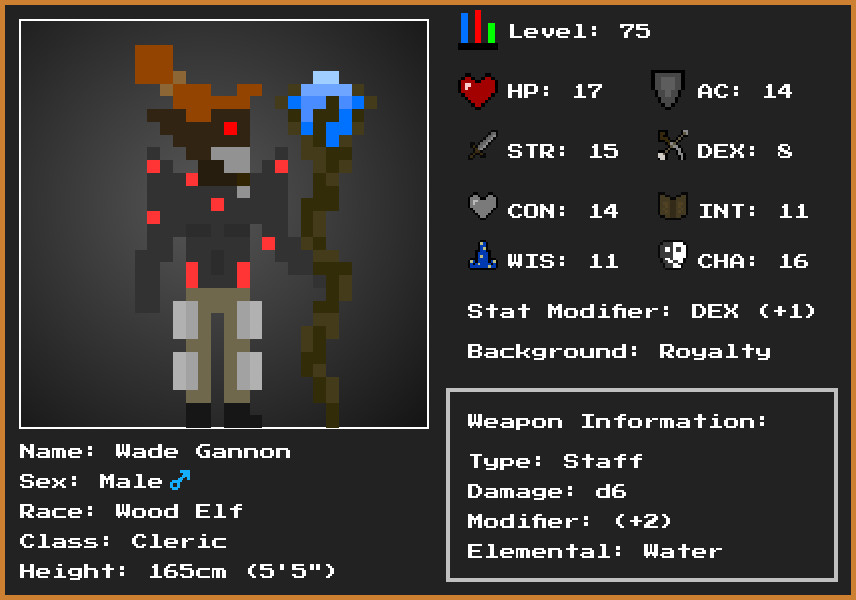 Level: 75
HP: 17
AC: 14
STR: 15
DEX: 8
CON: 14
INT: 11
WIS: 11
CHA: 16
Stat Modifier: DEX (+1)
Background: Royalty
Weapon Information:
Type: Staff
Damage: d6
Modifier: (+2)
Elemental: Water
Name: Wade Gannon
Sex: Male ♂
Race: Wood Elf
Class: Cleric
Height: 165cm (5'5")